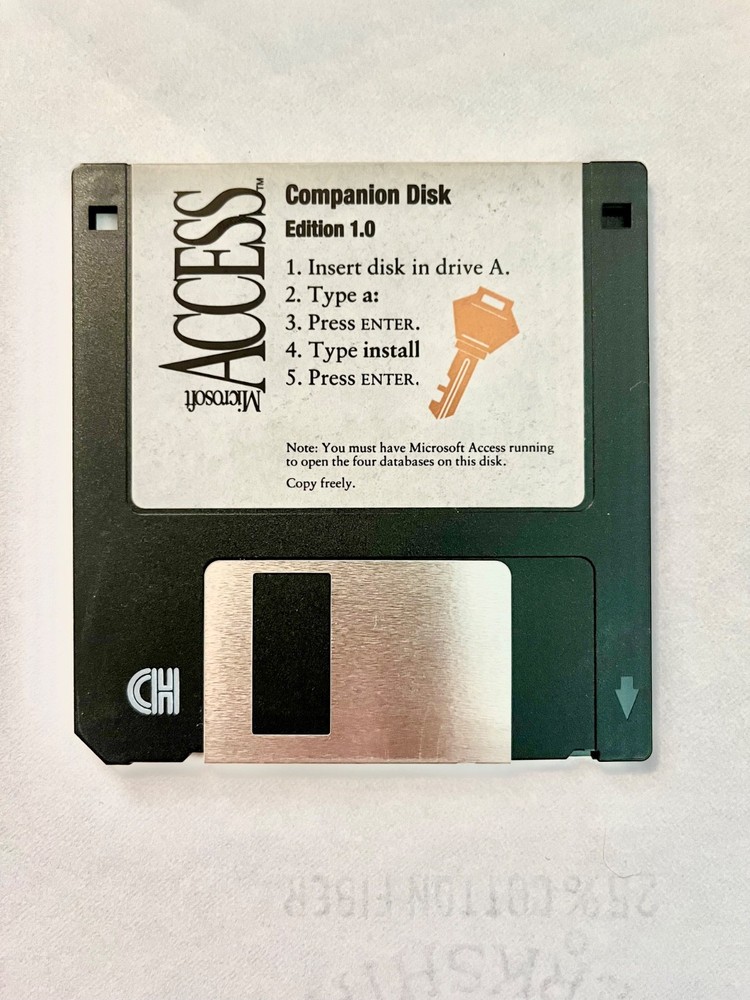 Microsoft
ACCESS™
Companion Disk
Edition 1.0
1. Insert disk in drive A.
2. Type a:
3. Press ENTER.
4. Type install
5. Press ENTER.
Note: You must have Microsoft Access running
to open the four databases on this disk.
Copy freely.
CH
25% COTTON FIBER